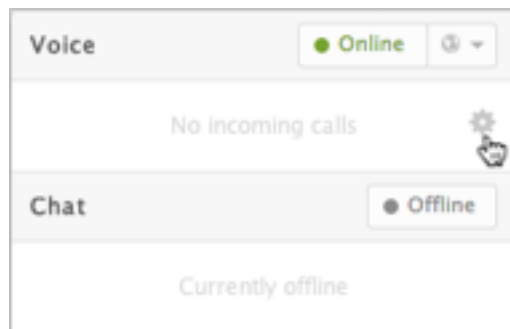 Voice
Online
No incoming calls
Chat
Offline
Currently offline